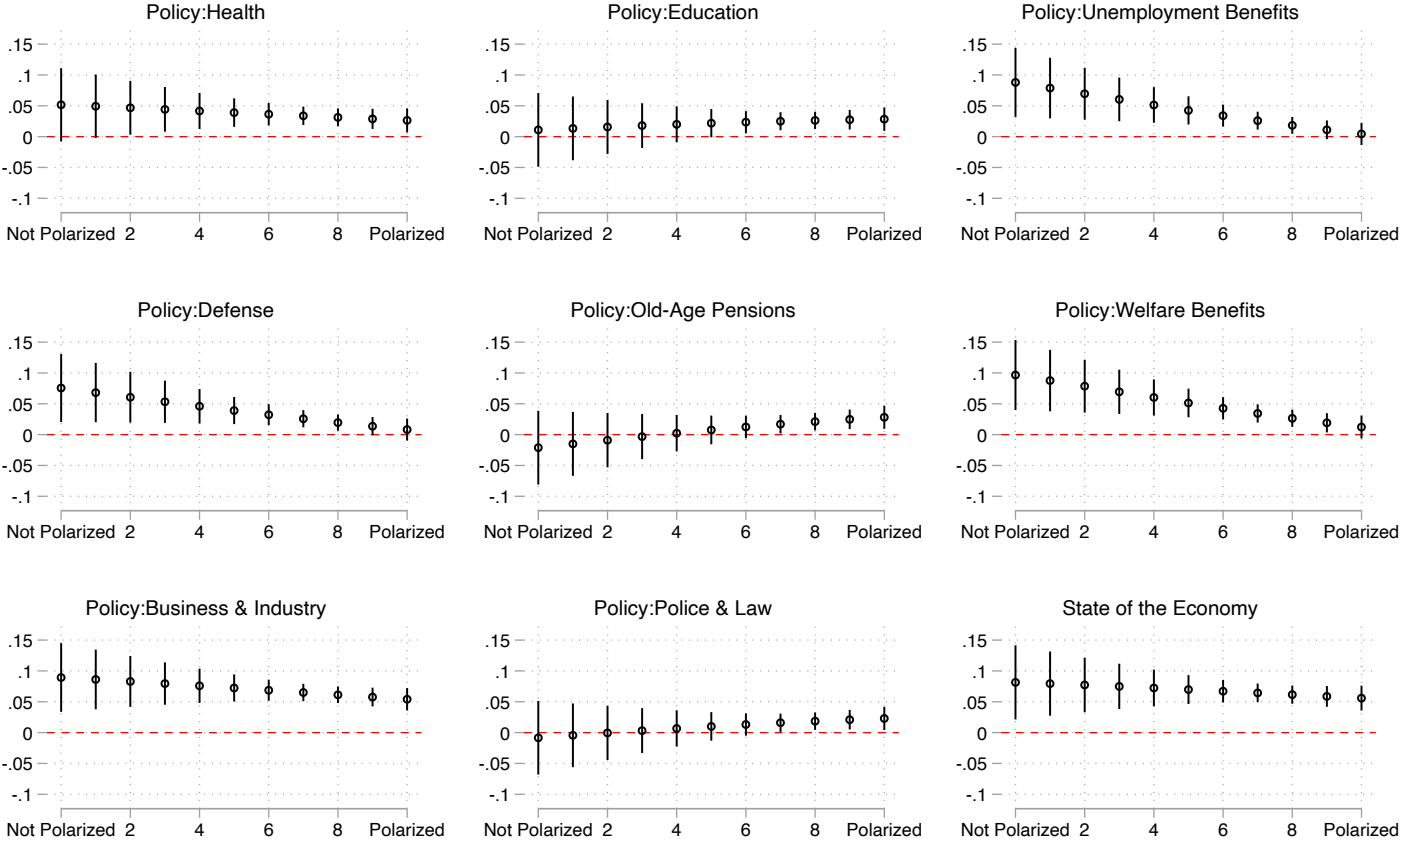 Policy:Health Policy:Education Policy:Unemployment Benefits
.15 .15 .15
.1 .1 .1
.05 .05 .05
0 0 0
-.05 -.05 -.05
-.1 -.1 -.1
Not Polarized 2 4 6 8 Polarized Not Polarized 2 4 6 8 Polarized Not Polarized 2 4 6 8 Polarized
Policy:Defense Policy:Old-Age Pensions Policy:Welfare Benefits
.15 .15 .15
.1 .1 .1
.05 .05 .05
0 0 0
-.05 -.05 -.05
-.1 -.1 -.1
Not Polarized 2 4 6 8 Polarized Not Polarized 2 4 6 8 Polarized Not Polarized 2 4 6 8 Polarized
Policy:Business & Industry Policy:Police & Law State of the Economy
.15 .15 .15
.1 .1 .1
.05 .05 .05
0 0 0
-.05 -.05 -.05
-.1 -.1 -.1
Not Polarized 2 4 6 8 Polarized Not Polarized 2 4 6 8 Polarized Not Polarized 2 4 6 8 Polarized